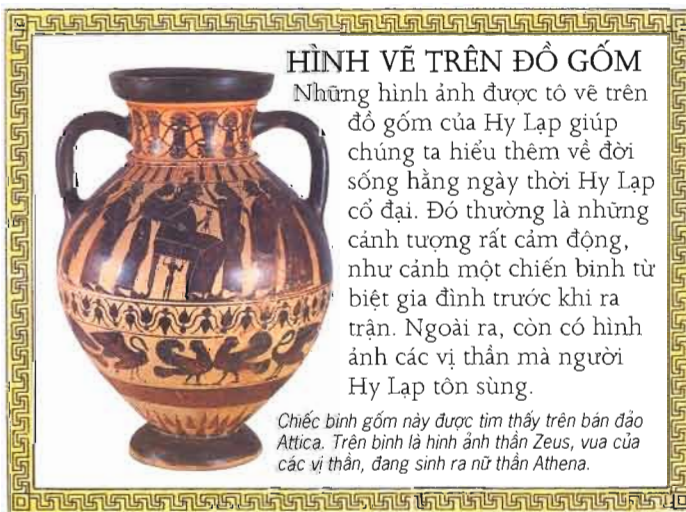 HÌNH VẼ TRÊN ĐỒ GỐM
Những hình ảnh được tô vẽ trên
đồ gốm của Hy Lạp giúp
chúng ta hiểu thêm về đời
sống hằng ngày thời Hy Lạp
cổ đại. Đó thường là những
cảnh tượng rất cảm động,
như cảnh một chiến binh từ
biệt gia đình trước khi ra
trận. Ngoài ra, còn có hình
ảnh các vị thần mà người
Hy Lạp tôn sùng.
Chiếc bình gốm này được tìm thấy trên bán đảo
Attica. Trên bình là hình ảnh thần Zeus, vua của
các vị thần, đang sinh ra nữ thần Athena.